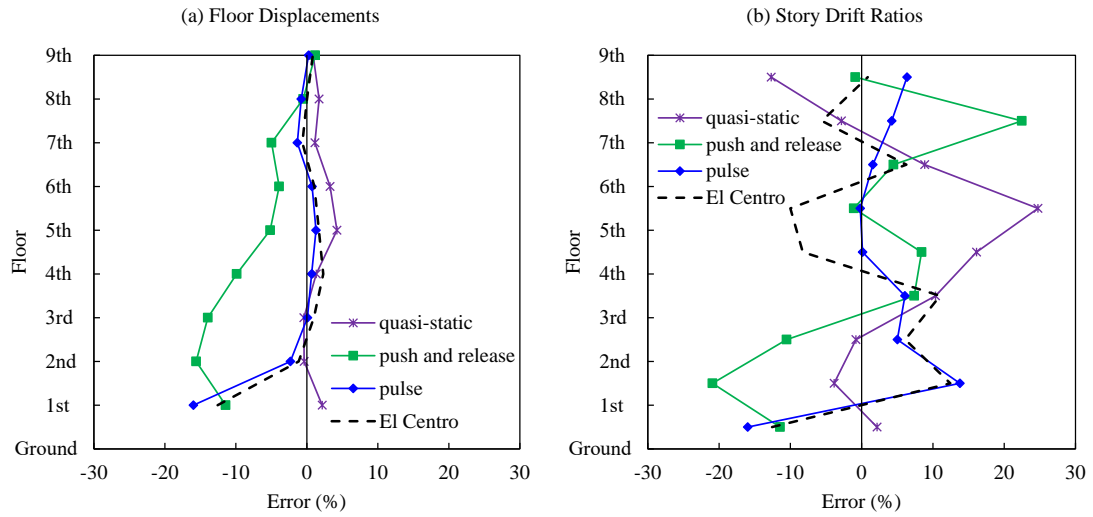 (a) Floor Displacements
9th
8th
7th
6th
5th
4th
3rd
2nd
1st
Ground
Floor
-30
-20
-10
0
10
20
30
Error (%)
quasi-static
push and release
pulse
El Centro
(b) Story Drift Ratios
9th
8th
7th
6th
5th
4th
3rd
2nd
1st
Ground
Floor
-30
-20
-10
0
10
20
30
Error (%)
quasi-static
push and release
pulse
El Centro